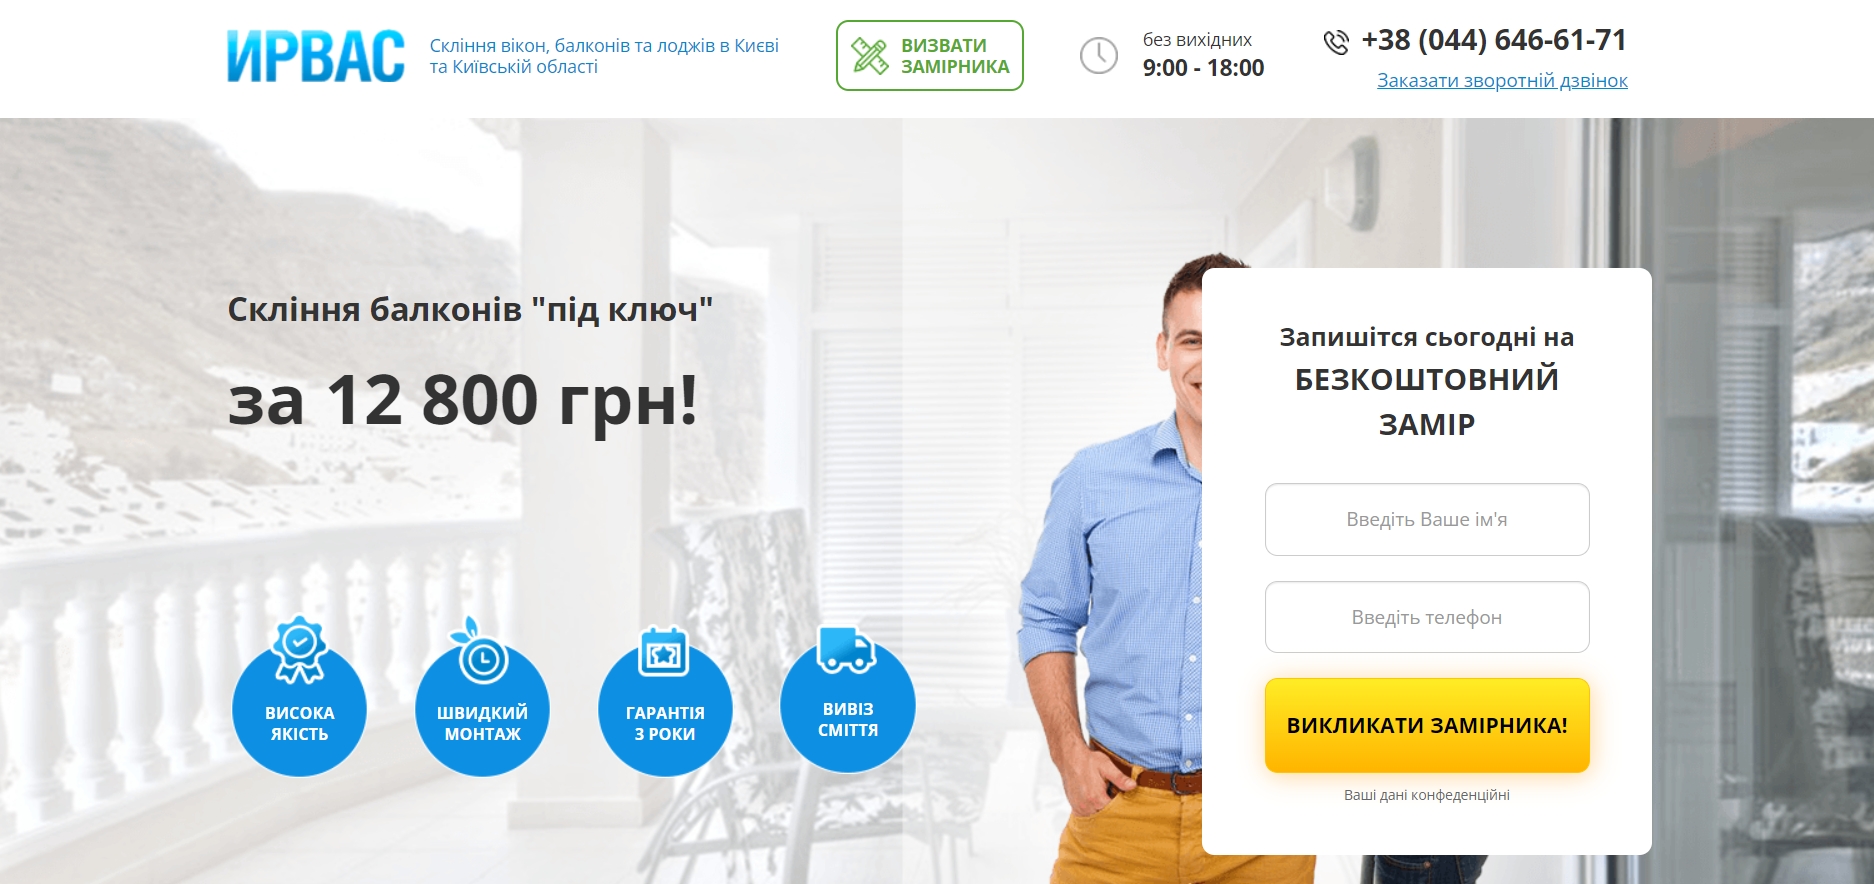 ИРВАС
Скління вікон, балконів та лоджів в Києві
та Київській області
ВИЗВАТИ
ЗАМІРНИКА
без вихідних
9:00 - 18:00
+38 (044) 646-61-71
Заказати зворотній дзвінок
Скління балконів "під ключ"
за 12 800 грн!
ВИСОКА
ЯКІСТЬ
ШВИДКИЙ
МОНТАЖ
ГАРАНТІЯ
3 РОКИ
ВИВІЗ
СМІТТЯ
Запишітся сьогодні на
БЕЗКОШТОВНИЙ
ЗАМІР
Введіть Ваше ім'я
Введіть телефон
ВИКЛИКАТИ ЗАМІРНИКА!
Ваші дані конфеденційні